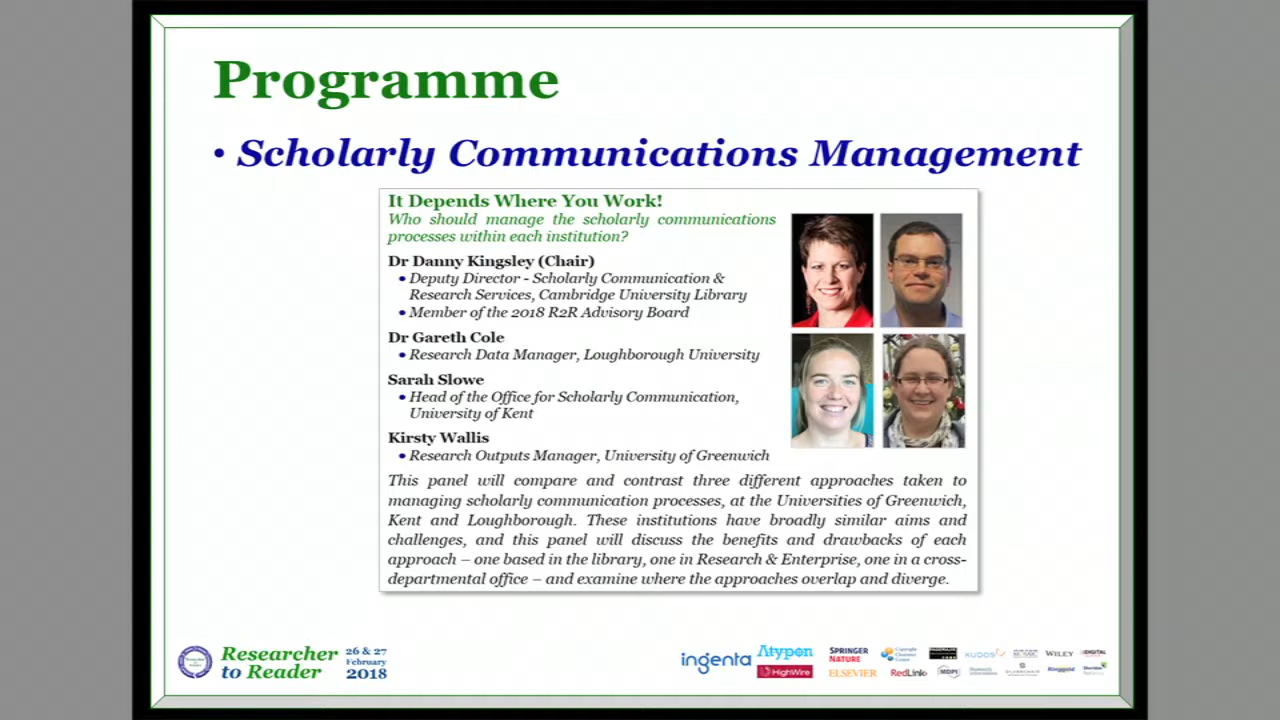 Programme
• Scholarly Communications Management
It Depends Where You Work!
Who should manage the scholarly communications
processes within each institution?
Dr Danny Kingsley (Chair)
• Deputy Director - Scholarly Communication &
Research Services, Cambridge University Library
• Member of the 2018 R2R Advisory Board
Dr Gareth Cole
• Research Data Manager, Loughborough University
Sarah Slowe
• Head of the Office for Scholarly Communication,
University of Kent
Kirsty Wallis
• Research Outputs Manager, University of Greenwich
This panel will compare and contrast three different approaches taken to
managing scholarly communication processes, at the Universities of Greenwich,
Kent and Loughborough. These institutions have broadly similar aims and
challenges, and this panel will discuss the benefits and drawbacks of each
approach – one based in the library, one in Research & Enterprise, one in a cross-
departmental office – and examine where the approaches overlap and diverge.
Researcher
to Reader
26 & 27
February
2018
ingenta
Atypon
HighWire
SPRINGER
NATURE
ELSEVIER
Copyright
Clearance
Center
RedLink
MDPI
KUDOS
WILEY
Ringgold
DIGITAL
Sheridan